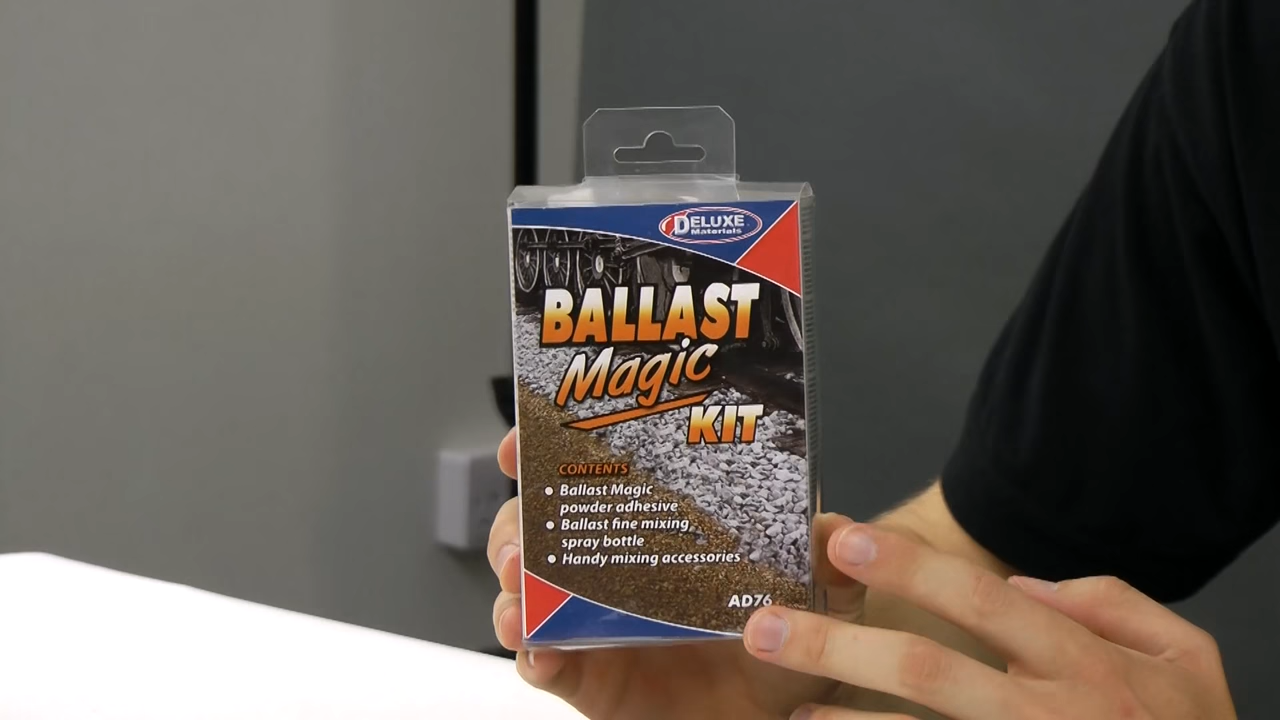 DELUXE
Materials
BALLAST
Magic
KIT
CONTENTS
• Ballast Magic
powder adhesive
• Ballast fine mixing
spray bottle
• Handy mixing accessories
AD76